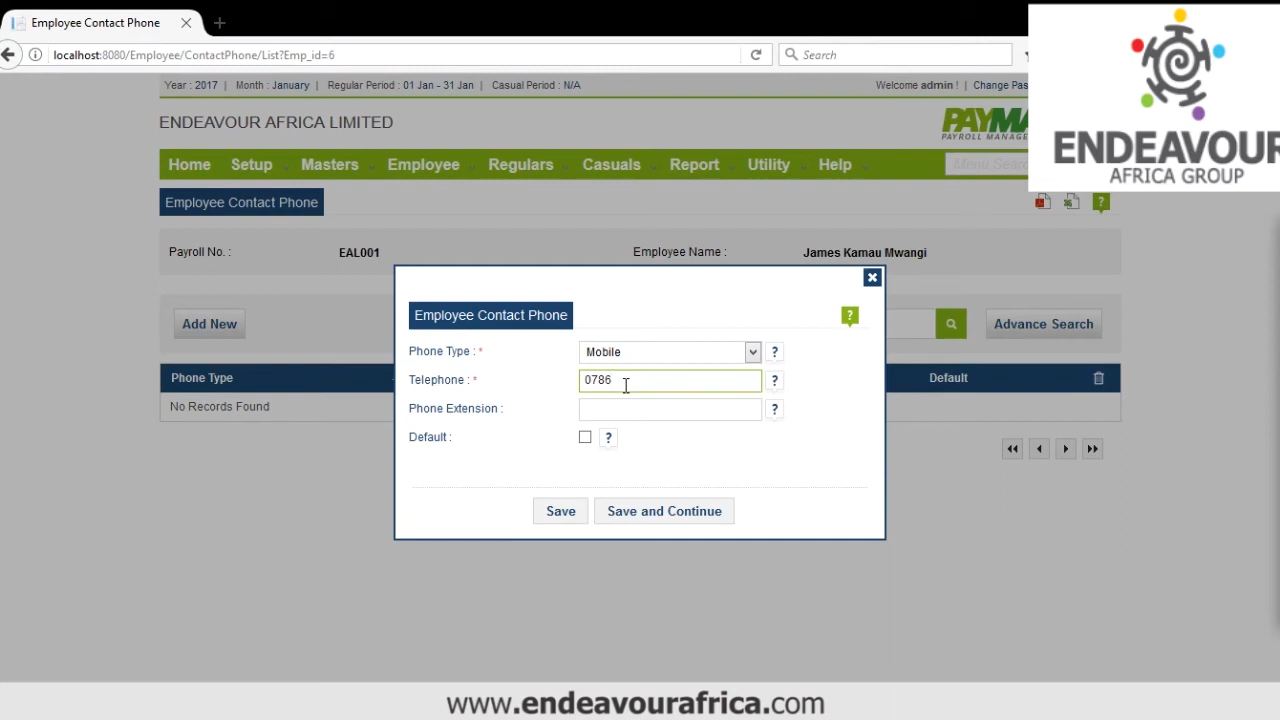 Employee Contact Phone
localhost:8080/Employee/ContactPhone/List?Emp_id=6
Search
Year : 2017 Month : January Regular Period : 01 Jan - 31 Jan Casual Period : N/A Welcome admin ! Change Pas
ENDEAVOUR AFRICA LIMITED
PAYMA
PAYROLL MANAGE
ENDEAVOUR
AFRICA GROUP
Home Setup Masters Employee Regulars Casuals Report Utility Help Menu Searc
Employee Contact Phone
?
Payroll No. : EAL001 Employee Name : James Kamau Mwangi
Add New
Advance Search
Phone Type Default
No Records Found
Employee Contact Phone
?
Phone Type : * Mobile ?
Telephone : * 0786 ?
Phone Extension : ?
Default : ?
Save Save and Continue
www.endeavourafrica.com